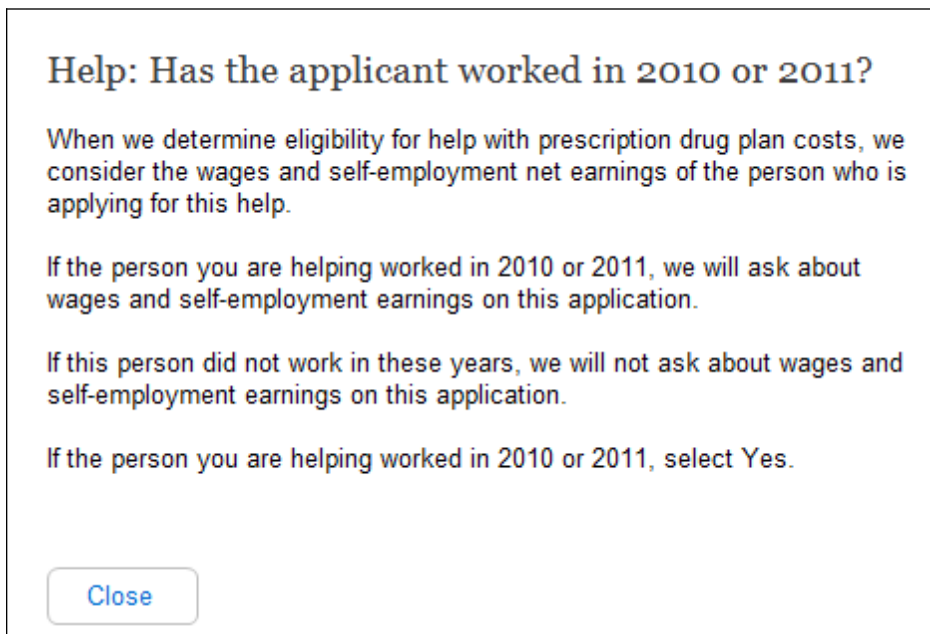 Help: Has the applicant worked in 2010 or 2011?
When we determine eligibility for help with prescription drug plan costs, we
consider the wages and self-employment net earnings of the person who is
applying for this help.
If the person you are helping worked in 2010 or 2011, we will ask about
wages and self-employment earnings on this application.
If this person did not work in these years, we will not ask about wages and
self-employment earnings on this application.
If the person you are helping worked in 2010 or 2011, select Yes.
Close